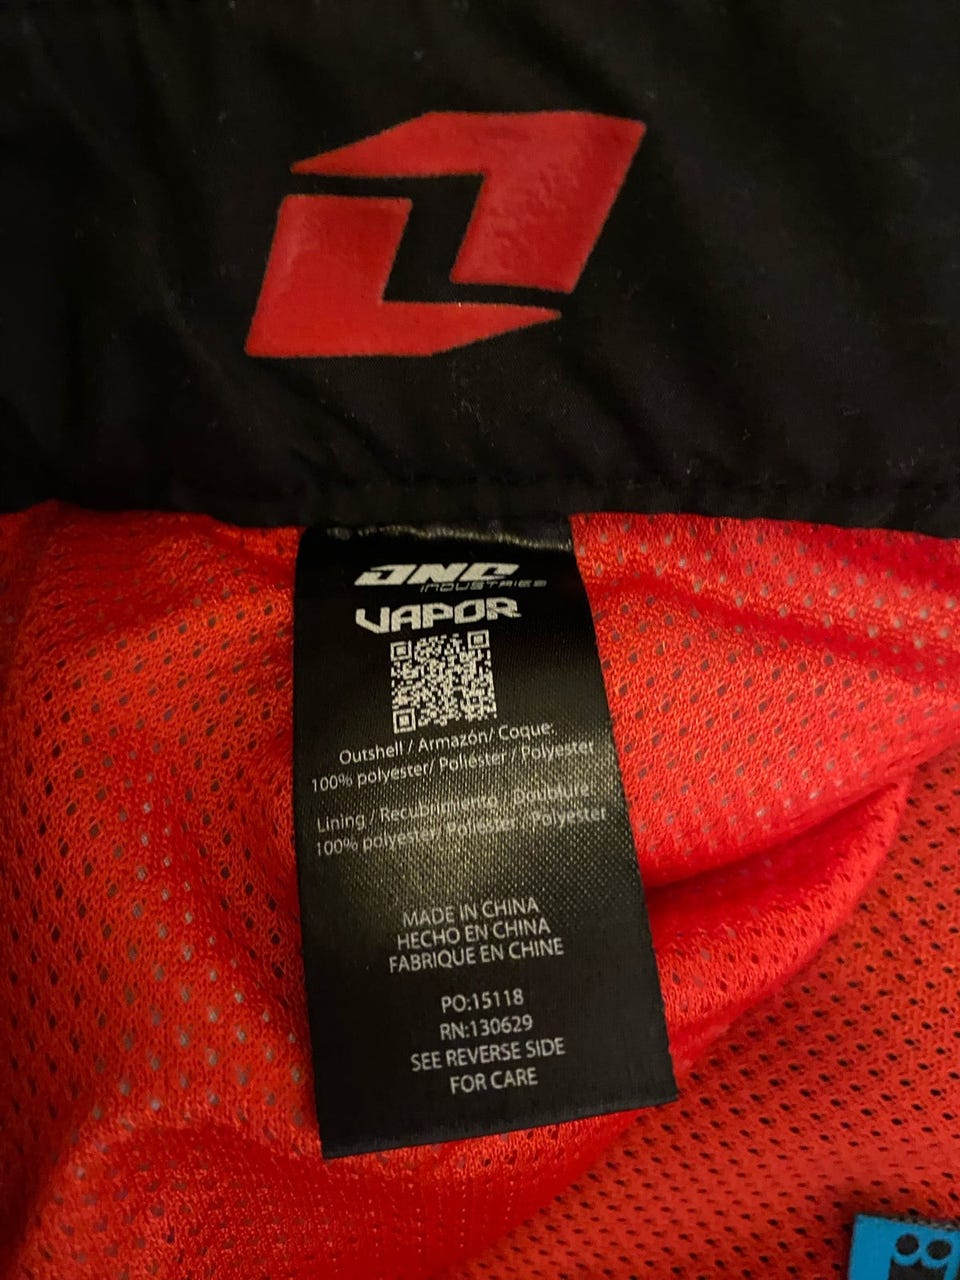 ONE
INDUSTRIES
VAPOR
Outshell / Armazón/ Coque:
100% polyester/ Poliéster / Polyester
Lining / Recubrimiento / Doublure
100% polyester/ Poliéster / Polyester
MADE IN CHINA
HECHO EN CHINA
FABRIQUE EN CHINE
PO:15118
RN:130629
SEE REVERSE SIDE
FOR CARE